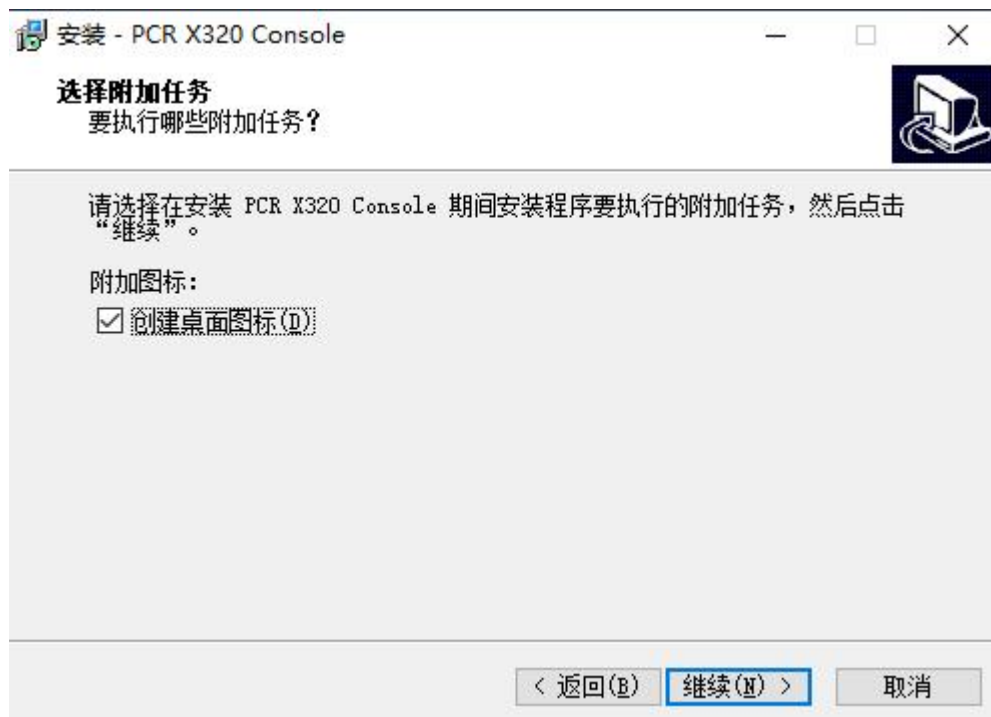 安装 - PCR X320 Console
选择附加任务
要执行哪些附加任务?
请选择在安装 PCR X320 Console 期间安装程序要执行的附加任务，然后点击
“继续”。
附加图标:
创建桌面图标(D)
< 返回(B)
继续(N) >
取消